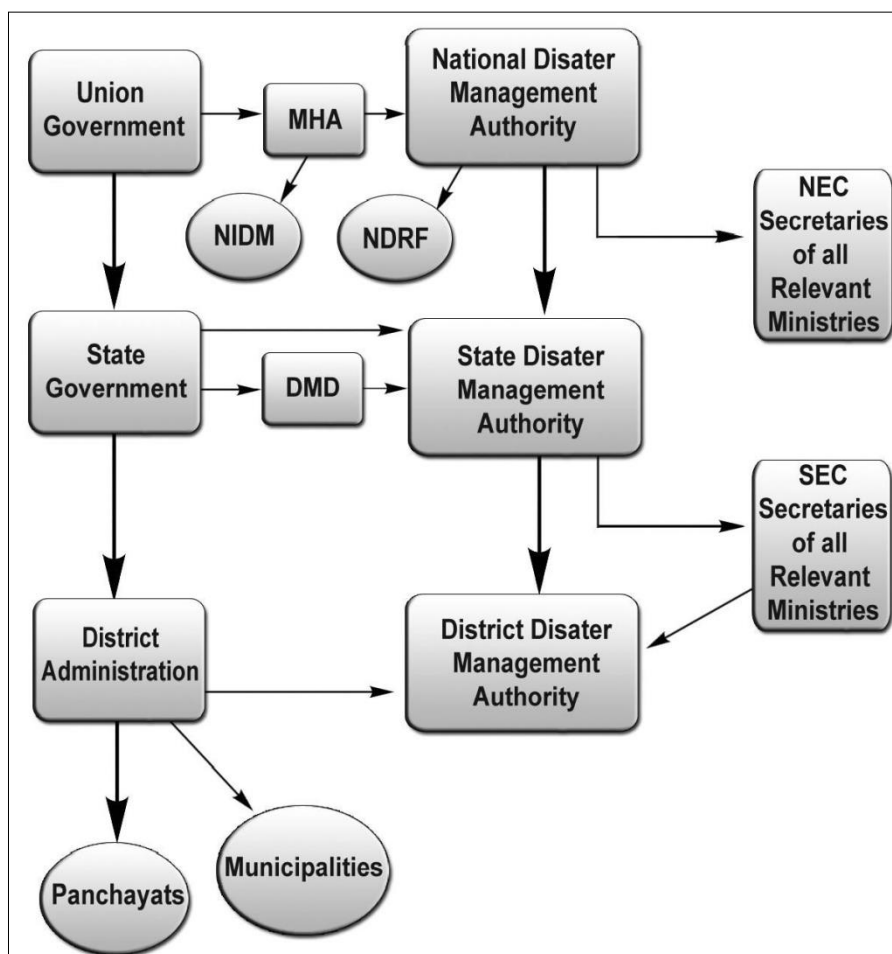 Union
Government
MHA
National Disater
Management
Authority
NIDM
NDRF
NEC
Secretaries
of all
Relevant
Ministries
State
Government
DMD
State Disater
Management
Authority
SEC
Secretaries
of all
Relevant
Ministries
District
Administration
District Disater
Management
Authority
Panchayats
Municipalities